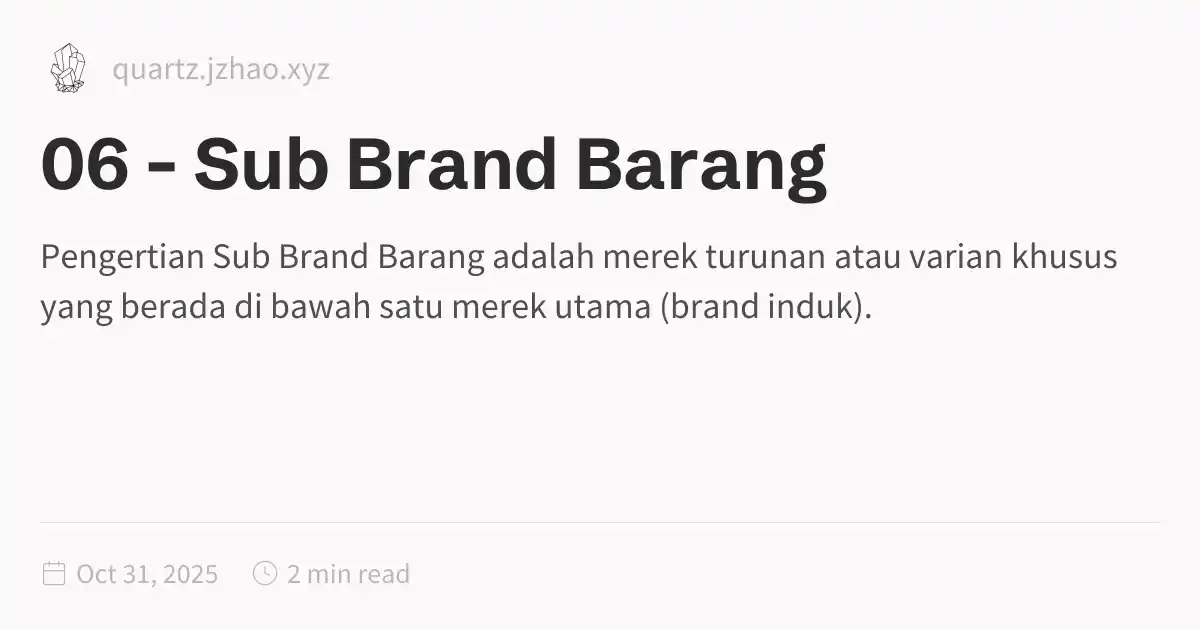 quartz.jzhao.xyz
06 - Sub Brand Barang
Pengertian Sub Brand Barang adalah merek turunan atau varian khusus
yang berada di bawah satu merek utama (brand induk).
Oct 31, 2025 2 min read